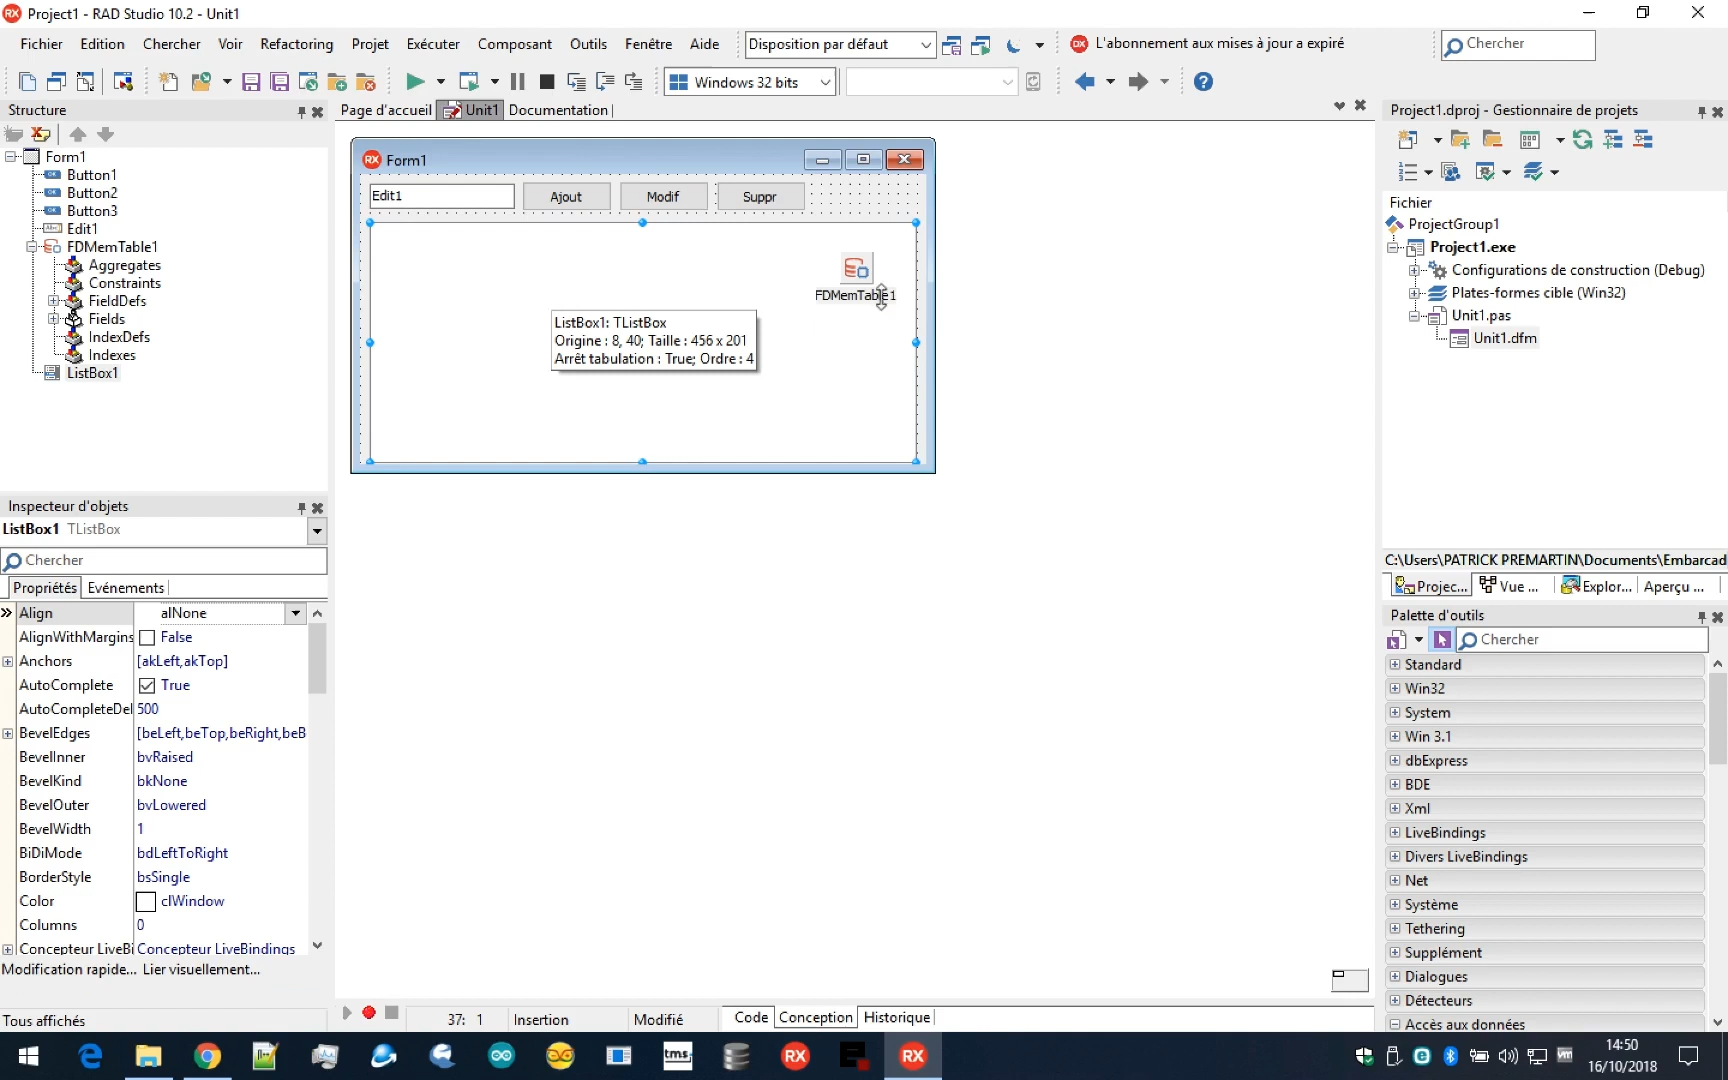 Project1 - RAD Studio 10.2 - Unit1
Fichier Edition Chercher Voir Refactoring Projet Exécuter Composant Outils Fenêtre Aide
Disposition par défaut
L'abonnement aux mises à jour a expiré
Chercher
Windows 32 bits
Structure
Page d'accueil Unit1 Documentation
Project1.dproj - Gestionnaire de projets
Form1
Button1
Button2
Button3
Edit1
FDMemTable1
Aggregates
Constraints
FieldDefs
Fields
IndexDefs
Indexes
ListBox1
Form1
Edit1 Ajout Modif Suppr
FDMemTable1
ListBox1: TListBox
Origine : 8, 40; Taille : 456 x 201
Arrêt tabulation : True; Ordre : 4
Fichier
ProjectGroup1
Project1.exe
Configurations de construction (Debug)
Plates-formes cible (Win32)
Unit1.pas
Unit1.dfm
Inspecteur d'objets
ListBox1 TListBox
Chercher
Propriétés Evénements
Align alNone
AlignWithMargins False
Anchors [akLeft,akTop]
AutoComplete True
AutoCompleteDel 500
BevelEdges [beLeft,beTop,beRight,beB
BevelInner bvRaised
BevelKind bkNone
BevelOuter bvLowered
BevelWidth 1
BiDiMode bdLeftToRight
BorderStyle bsSingle
Color clWindow
Columns 0
Concepteur LiveBi Concepteur LiveBindings
Modification rapide... Lier visuellement...
Tous affichés
37: 1 Insertion Modifié Code Conception Historique
C:\Users\PATRICK PREMARTIN\Documents\Embarcad
Projec... Vue ... Explor... Aperçu ...
Palette d'outils
Chercher
Standard
Win32
System
Win 3.1
dbExpress
BDE
Xml
LiveBindings
Divers LiveBindings
Net
Système
Tethering
Supplément
Dialogues
Détecteurs
Accès aux données
tms
RX
RX
vm
14:50
16/10/2018